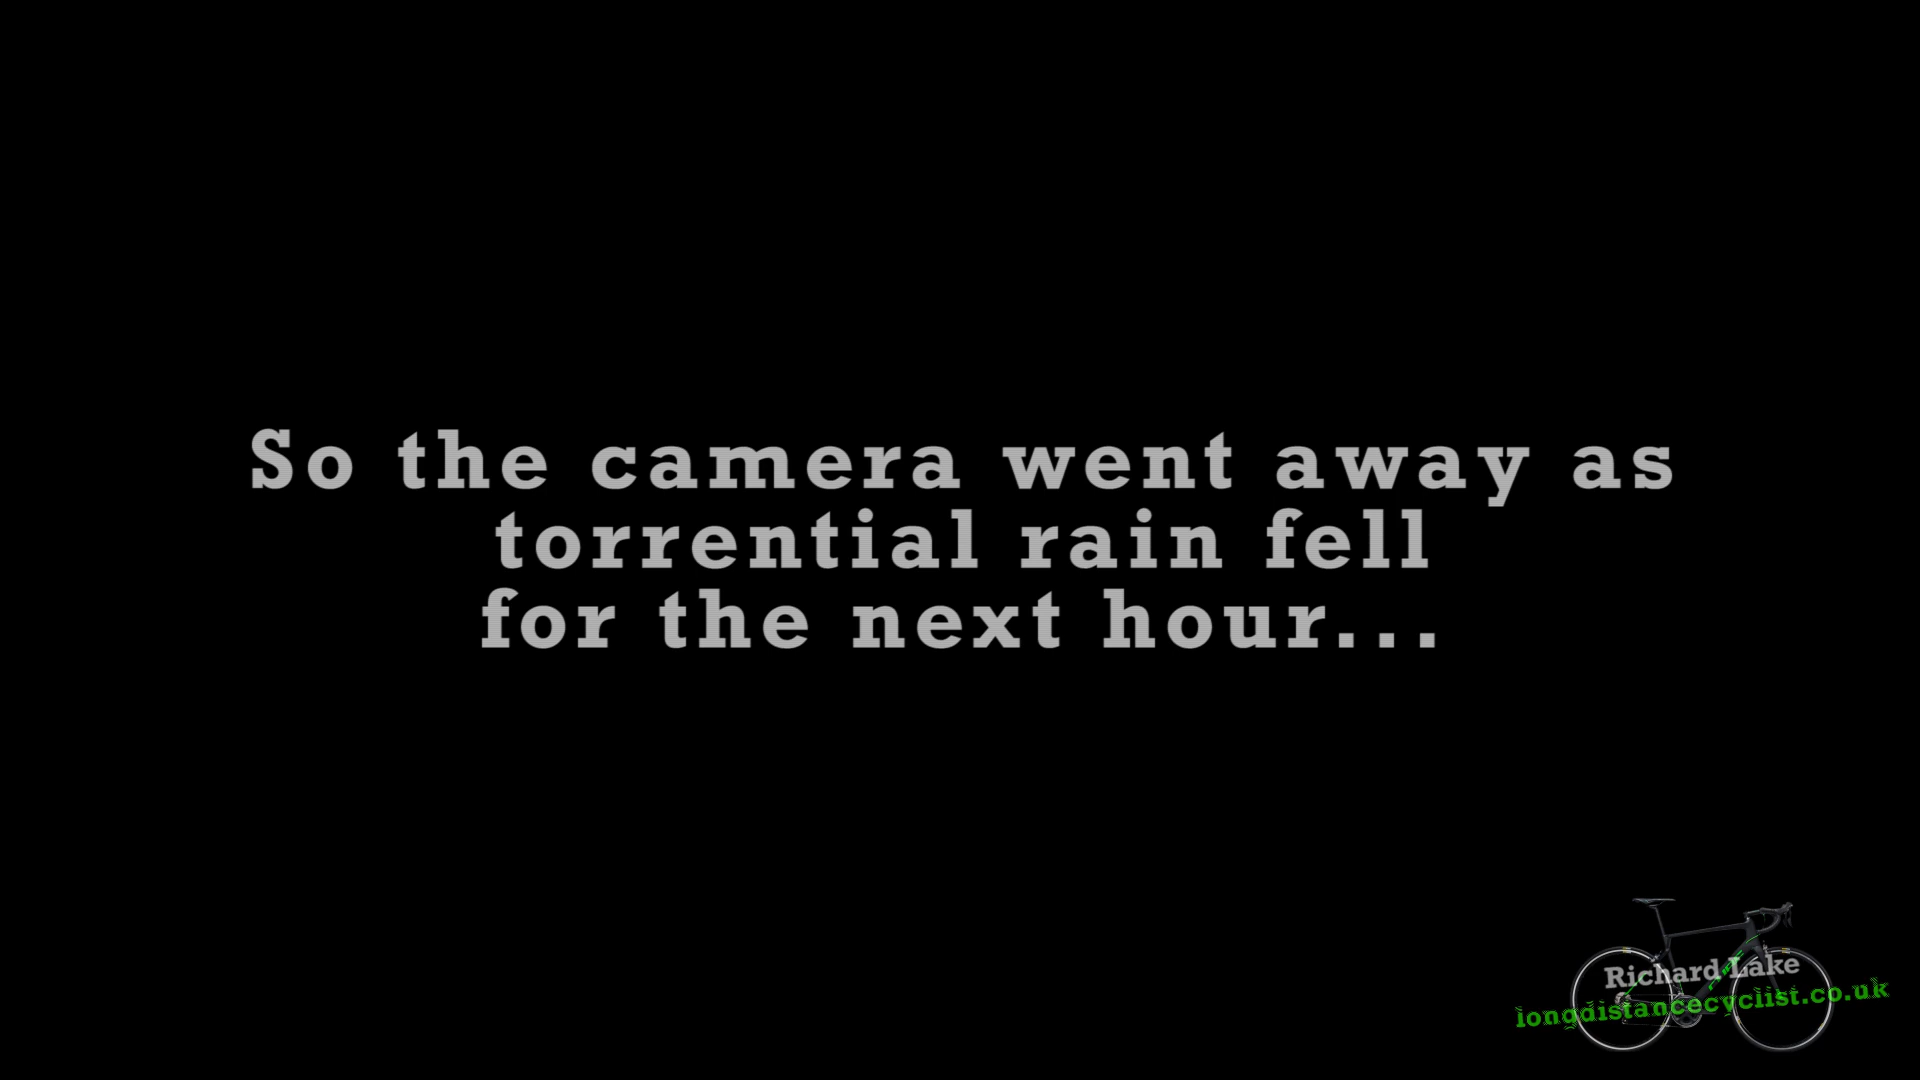 So the camera went away as
torrential rain fell
for the next hour...
Richard Lake
longdistancecyclist.co.uk